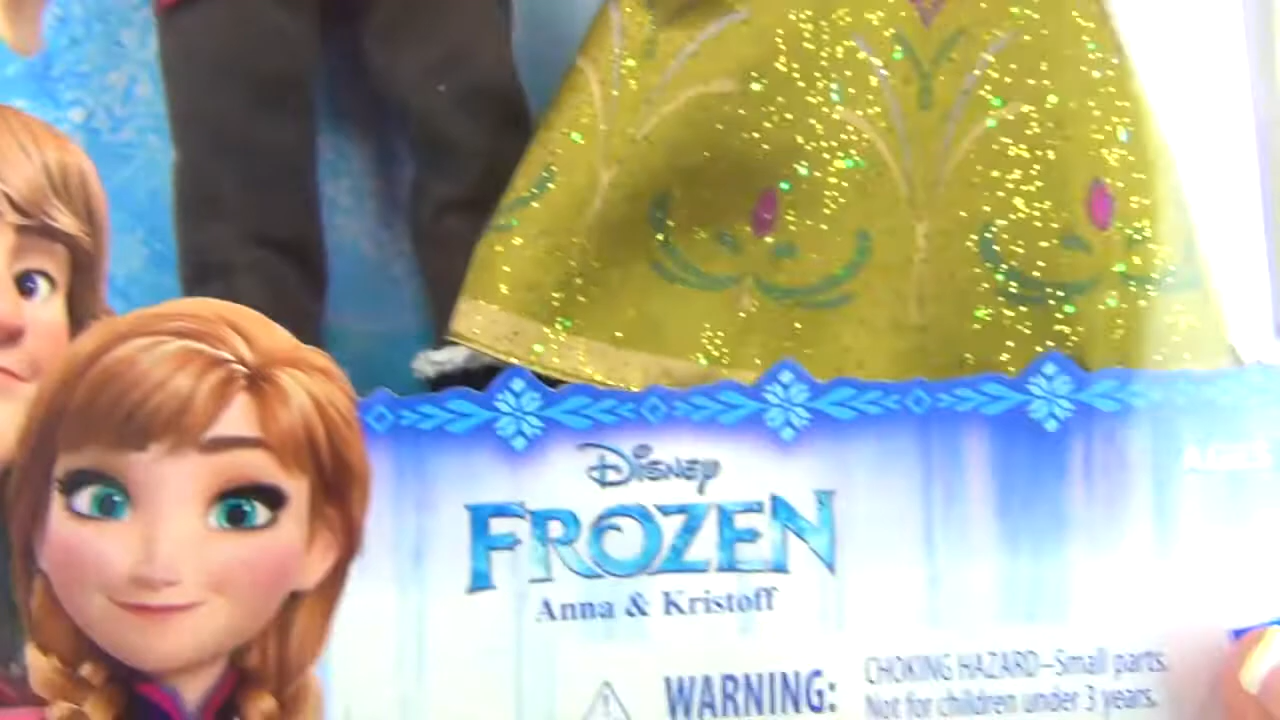 Disney
FROZEN
Anna & Kristoff
AGES
WARNING:
CHOKING HAZARD–Small parts.
Not for children under 3 years.